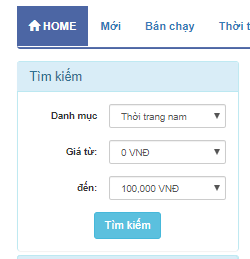 HOME Mới Bán chạy Thời t
Tìm kiếm
Danh mục Thời trang nam
Giá từ: 0 VNĐ
đến: 100,000 VNĐ
Tìm kiếm